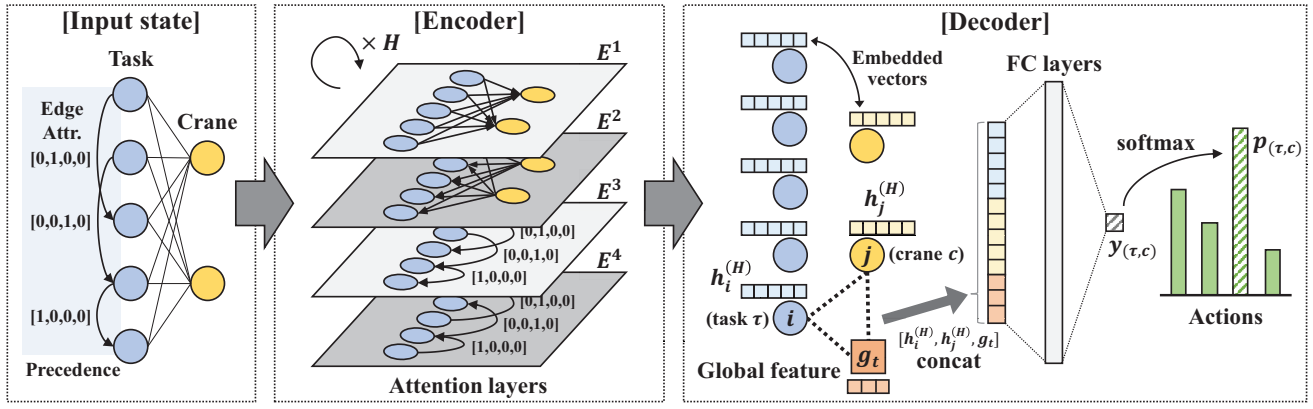 [Input state]
Task
Edge
Attr.
Crane
[0,1,0,0]
[0,0,1,0]
[1,0,0,0]
Precedence
[Encoder]
× H
E¹
E²
E³
[0,1,0,0]
[0,0,1,0]
[1,0,0,0]
E⁴
[0,1,0,0]
[0,0,1,0]
[1,0,0,0]
Attention layers
[Decoder]
Embedded
vectors
h_j^(H)
j (crane c)
h_i^(H)
(task τ) i
g_t
Global feature
[h_i^(H), h_j^(H), g_t]
concat
FC layers
softmax
y_(τ,c)
p_(τ,c)
Actions